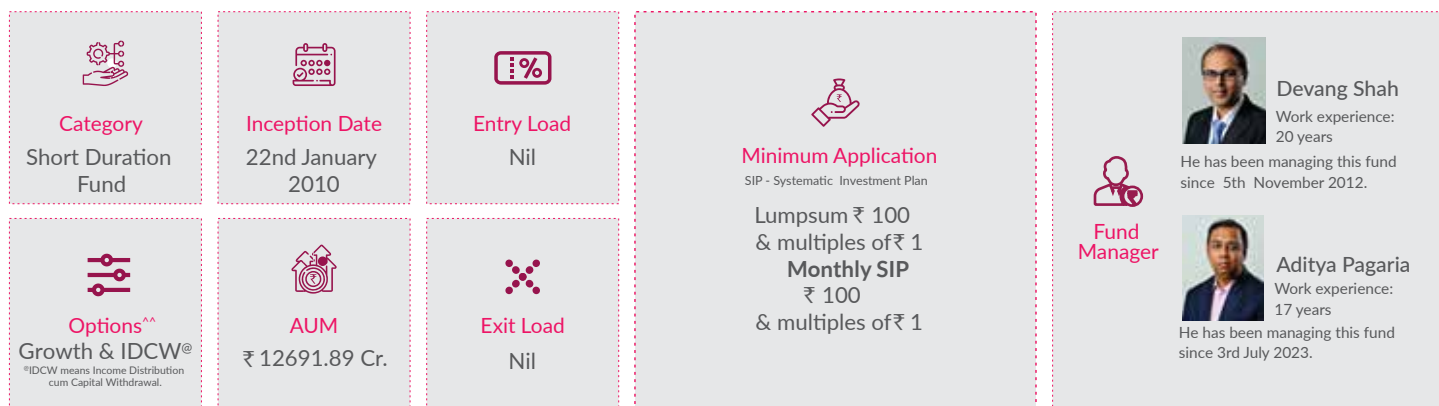 Category
Short Duration
Fund
Inception Date
22nd January
2010
%
Entry Load
Nil
₹
Minimum Application
SIP - Systematic Investment Plan
Lumpsum ₹ 100
& multiples of ₹ 1
Monthly SIP
₹ 100
& multiples of ₹ 1
₹
Fund
Manager
Devang Shah
Work experience:
20 years
He has been managing this fund
since 5th November 2012.
Aditya Pagaria
Work experience:
17 years
He has been managing this fund
since 3rd July 2023.
Options^^
Growth & IDCW@
@IDCW means Income Distribution
cum Capital Withdrawal.
₹
AUM
₹ 12691.89 Cr.
Exit Load
Nil